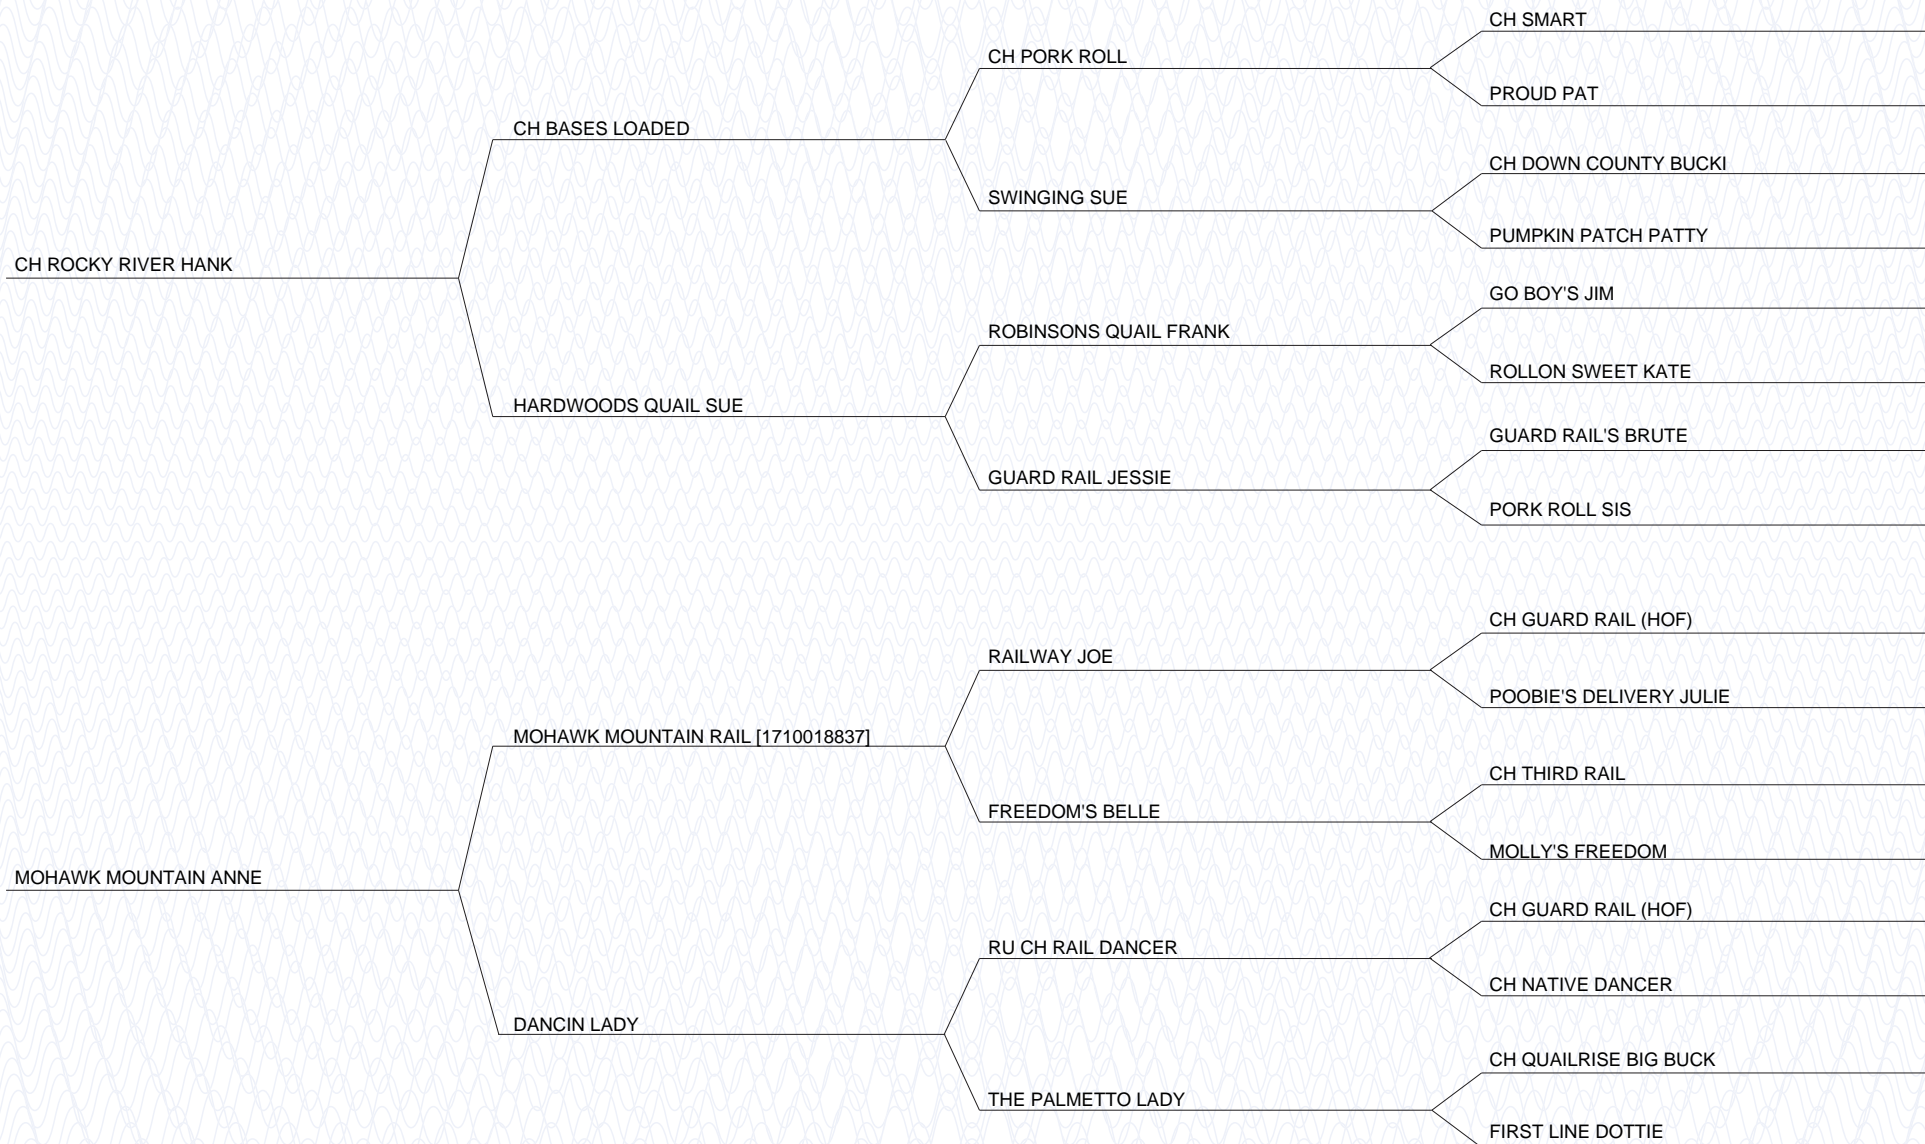 CH SMART
CH PORK ROLL
PROUD PAT
CH BASES LOADED
CH DOWN COUNTY BUCKI
SWINGING SUE
PUMPKIN PATCH PATTY
CH ROCKY RIVER HANK
GO BOY'S JIM
ROBINSONS QUAIL FRANK
ROLLON SWEET KATE
HARDWOODS QUAIL SUE
GUARD RAIL'S BRUTE
GUARD RAIL JESSIE
PORK ROLL SIS
CH GUARD RAIL (HOF)
RAILWAY JOE
POOBIE'S DELIVERY JULIE
MOHAWK MOUNTAIN RAIL [1710018837]
CH THIRD RAIL
FREEDOM'S BELLE
MOLLY'S FREEDOM
MOHAWK MOUNTAIN ANNE
CH GUARD RAIL (HOF)
RU CH RAIL DANCER
CH NATIVE DANCER
DANCIN LADY
CH QUAILRISE BIG BUCK
THE PALMETTO LADY
FIRST LINE DOTTIE